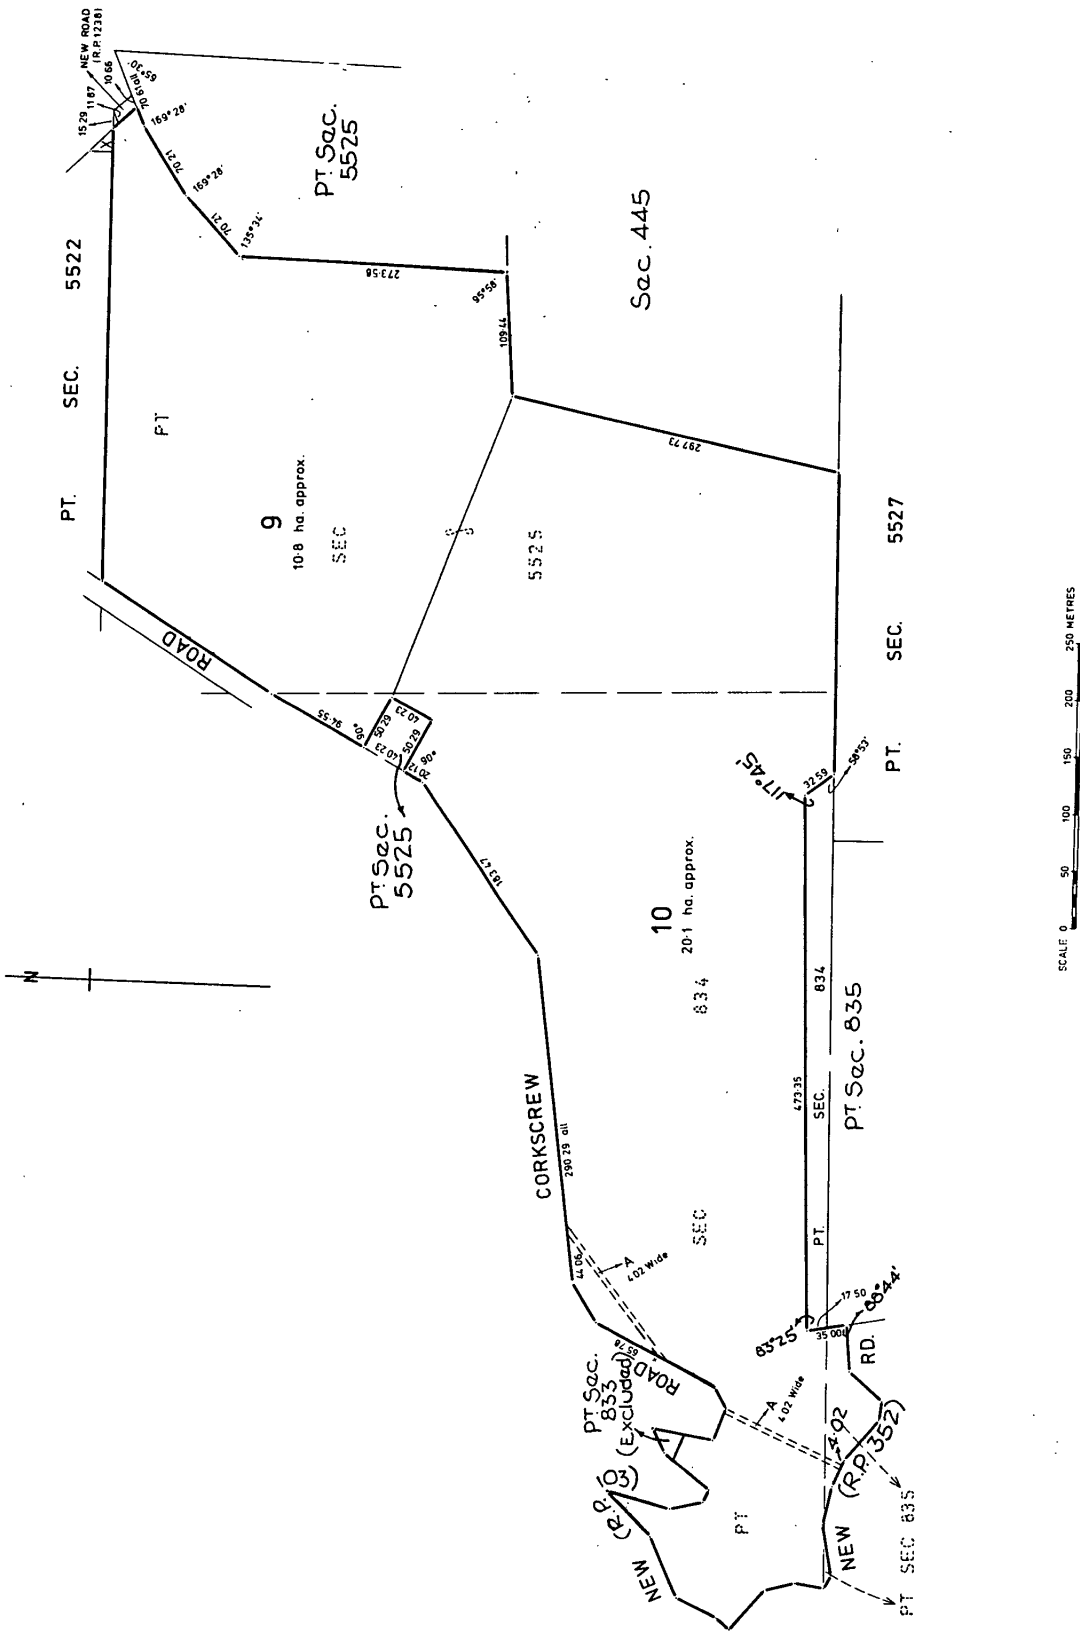 NEW ROAD
(R.P. 1238)
10 66
11 87
15 29
65°30'
70 61 all
169° 28'
70 21
169° 28'
70 21
135°34'
PT. SEC. 5522
PT. Sec.
5525
273·58
95°58'
109·44
Sec. 445
PT
9
10·8 ha. approx.
SEC
5525
297·73
ROAD
94·55
90°
50 29
40 23
40 23
50 29
90°
20 12
PT. Sec.
5525
183 47
PT. SEC. 5527
117°45'
32 59
58°53'
10
20·1 ha. approx.
834
SEC
N
CORKSCREW
290 29 all
44 06
A
4 02 Wide
65 78
ROAD
473·35
PT. SEC. 834
PT. Sec. 835
83°25'
17 50
35 00
88°44'
RD.
PT. Sec.
833
(Excluded)
A
4 02 Wide
4·02
(R.P. 1352)
NEW
(R.P. 103)
NEW
PT
PT SEC 835
SCALE 0 50 100 150 200 250 METRES